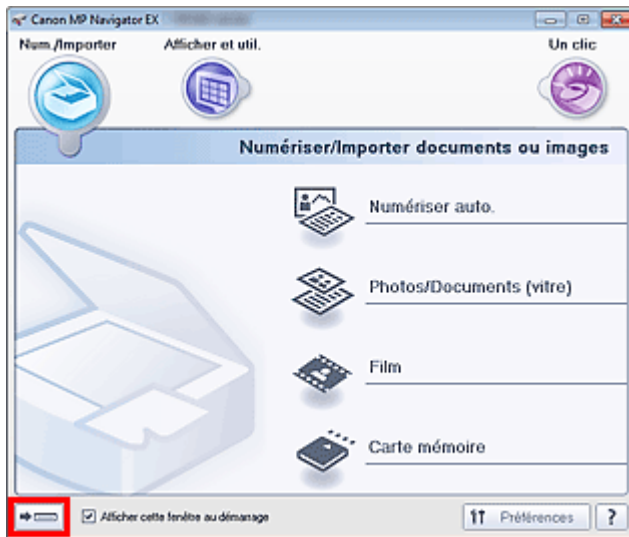 Canon MP Navigator EX
Num./Importer Afficher et util. Un clic
Numériser/Importer documents ou images
Numériser auto.
Photos/Documents (vitre)
Film
Carte mémoire
Afficher cette fenêtre au démarrage Préférences ?